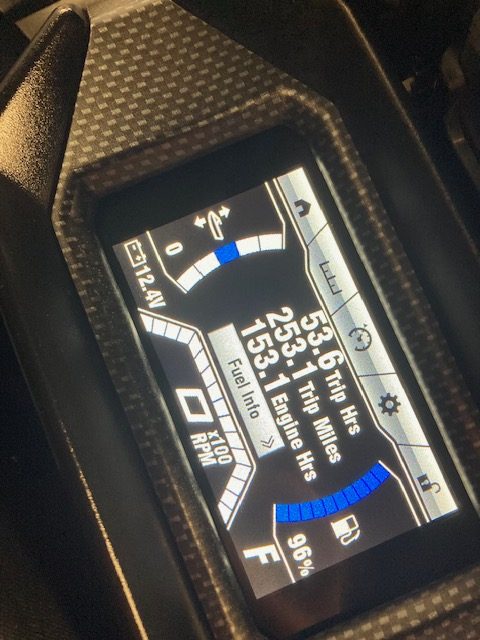 53.6 Trip Hrs
253.1 Trip Miles
153.1 Engine Hrs
Fuel Info
0
12.4V
0 x100
RPM
F
96%